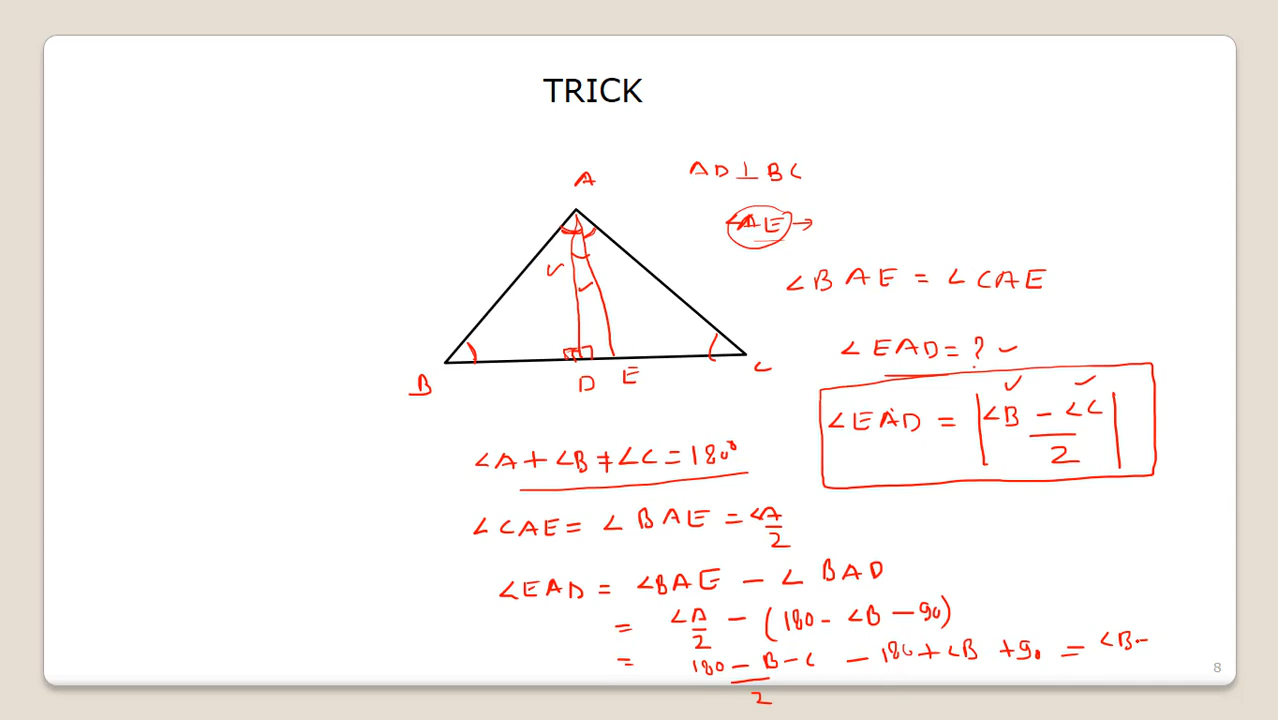 TRICK
A
AD ⊥ BC
∠AE →
∠BAE = ∠CAE
∠EAD = ? ✓
B
D
E
C
∠EAD = |(∠B - ∠C)/2|
∠A + ∠B + ∠C = 180°
∠CAE = ∠BAE = ∠A/2
∠EAD = ∠BAE - ∠BAD
= ∠A/2 - (180 - ∠B - 90)
= (180 - B - C)/2 - 180 + ∠B + 90 = ∠B-
8